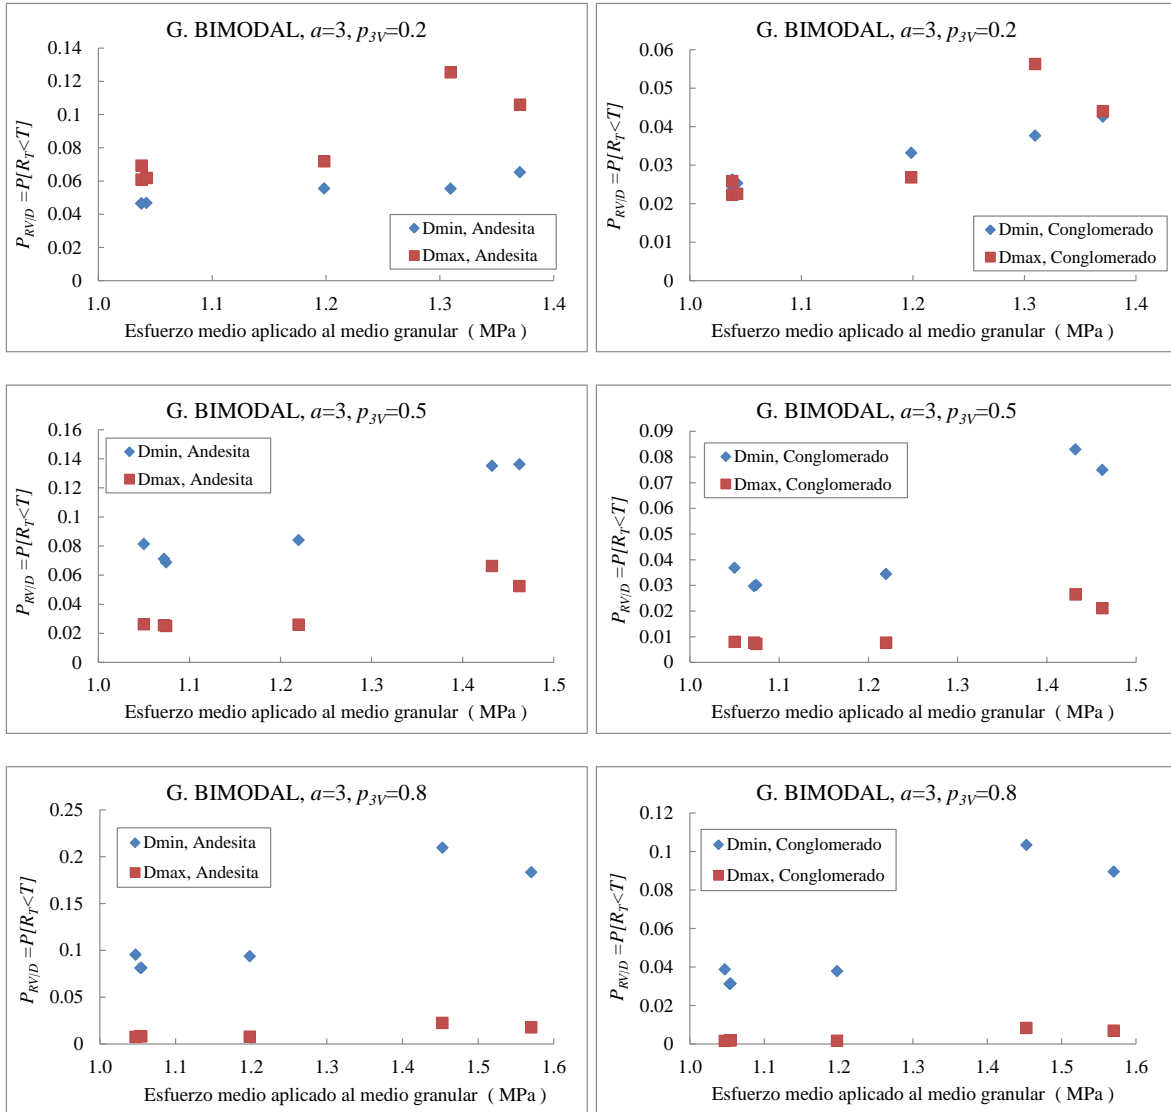 G. BIMODAL, a=3, p3V=0.2
0.14
0.12
0.1
0.08
0.06
0.04
0.02
0
PRV/D =P[RT<T]
Dmin, Andesita
Dmax, Andesita
1.0 1.1 1.2 1.3 1.4
Esfuerzo medio aplicado al medio granular ( MPa )
G. BIMODAL, a=3, p3V=0.2
0.06
0.05
0.04
0.03
0.02
0.01
0
PRV/D =P[RT<T]
Dmin, Conglomerado
Dmax, Conglomerado
1.0 1.1 1.2 1.3 1.4
Esfuerzo medio aplicado al medio granular ( MPa )
G. BIMODAL, a=3, p3V=0.5
0.16
0.14
0.12
0.1
0.08
0.06
0.04
0.02
0
PRV/D =P[RT<T]
Dmin, Andesita
Dmax, Andesita
1.0 1.1 1.2 1.3 1.4 1.5
Esfuerzo medio aplicado al medio granular ( MPa )
G. BIMODAL, a=3, p3V=0.5
0.09
0.08
0.07
0.06
0.05
0.04
0.03
0.02
0.01
0
PRV/D =P[RT<T]
Dmin, Conglomerado
Dmax, Conglomerado
1.0 1.1 1.2 1.3 1.4 1.5
Esfuerzo medio aplicado al medio granular ( MPa )
G. BIMODAL, a=3, p3V=0.8
0.25
0.2
0.15
0.1
0.05
0
PRV/D =P[RT<T]
Dmin, Andesita
Dmax, Andesita
1.0 1.1 1.2 1.3 1.4 1.5 1.6
Esfuerzo medio aplicado al medio granular ( MPa )
G. BIMODAL, a=3, p3V=0.8
0.12
0.1
0.08
0.06
0.04
0.02
0
PRV/D =P[RT<T]
Dmin, Conglomerado
Dmax, Conglomerado
1.0 1.1 1.2 1.3 1.4 1.5 1.6
Esfuerzo medio aplicado al medio granular ( MPa )